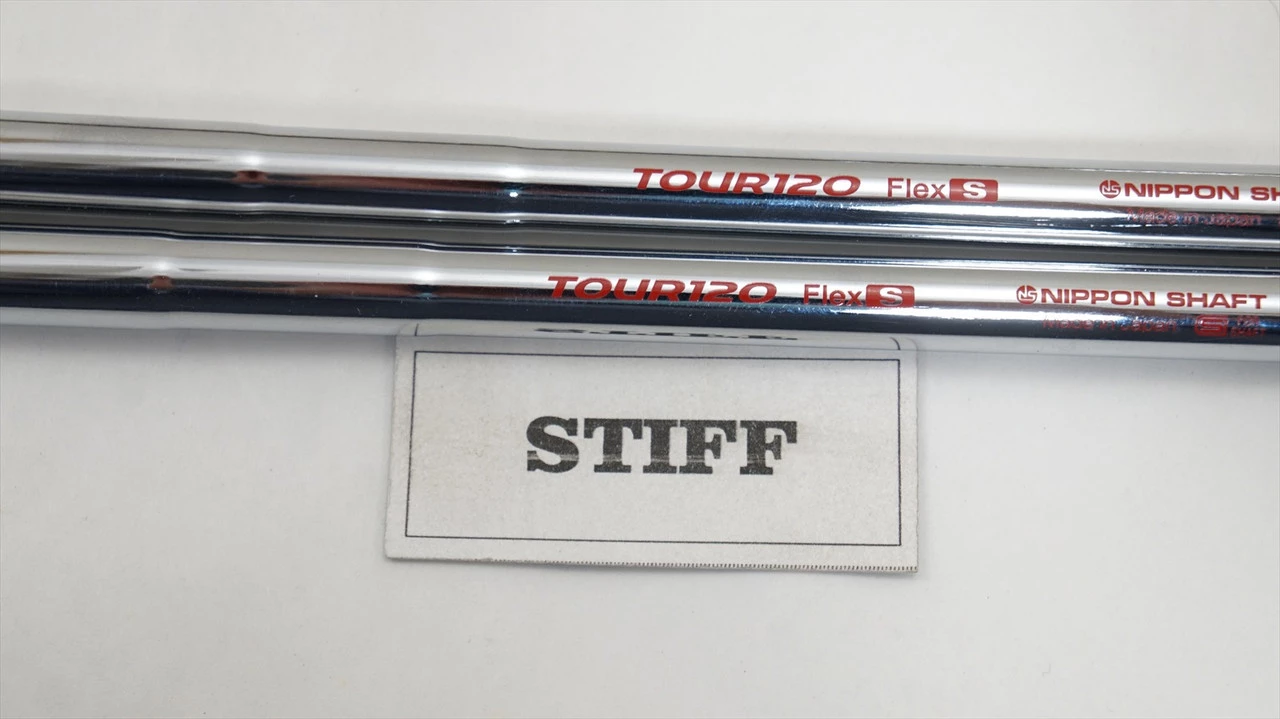 TOUR120 Flex S NIPPON SH
Made in Japan
TOUR120 Flex S NIPPON SHAFT
Made in Japan
STIFF